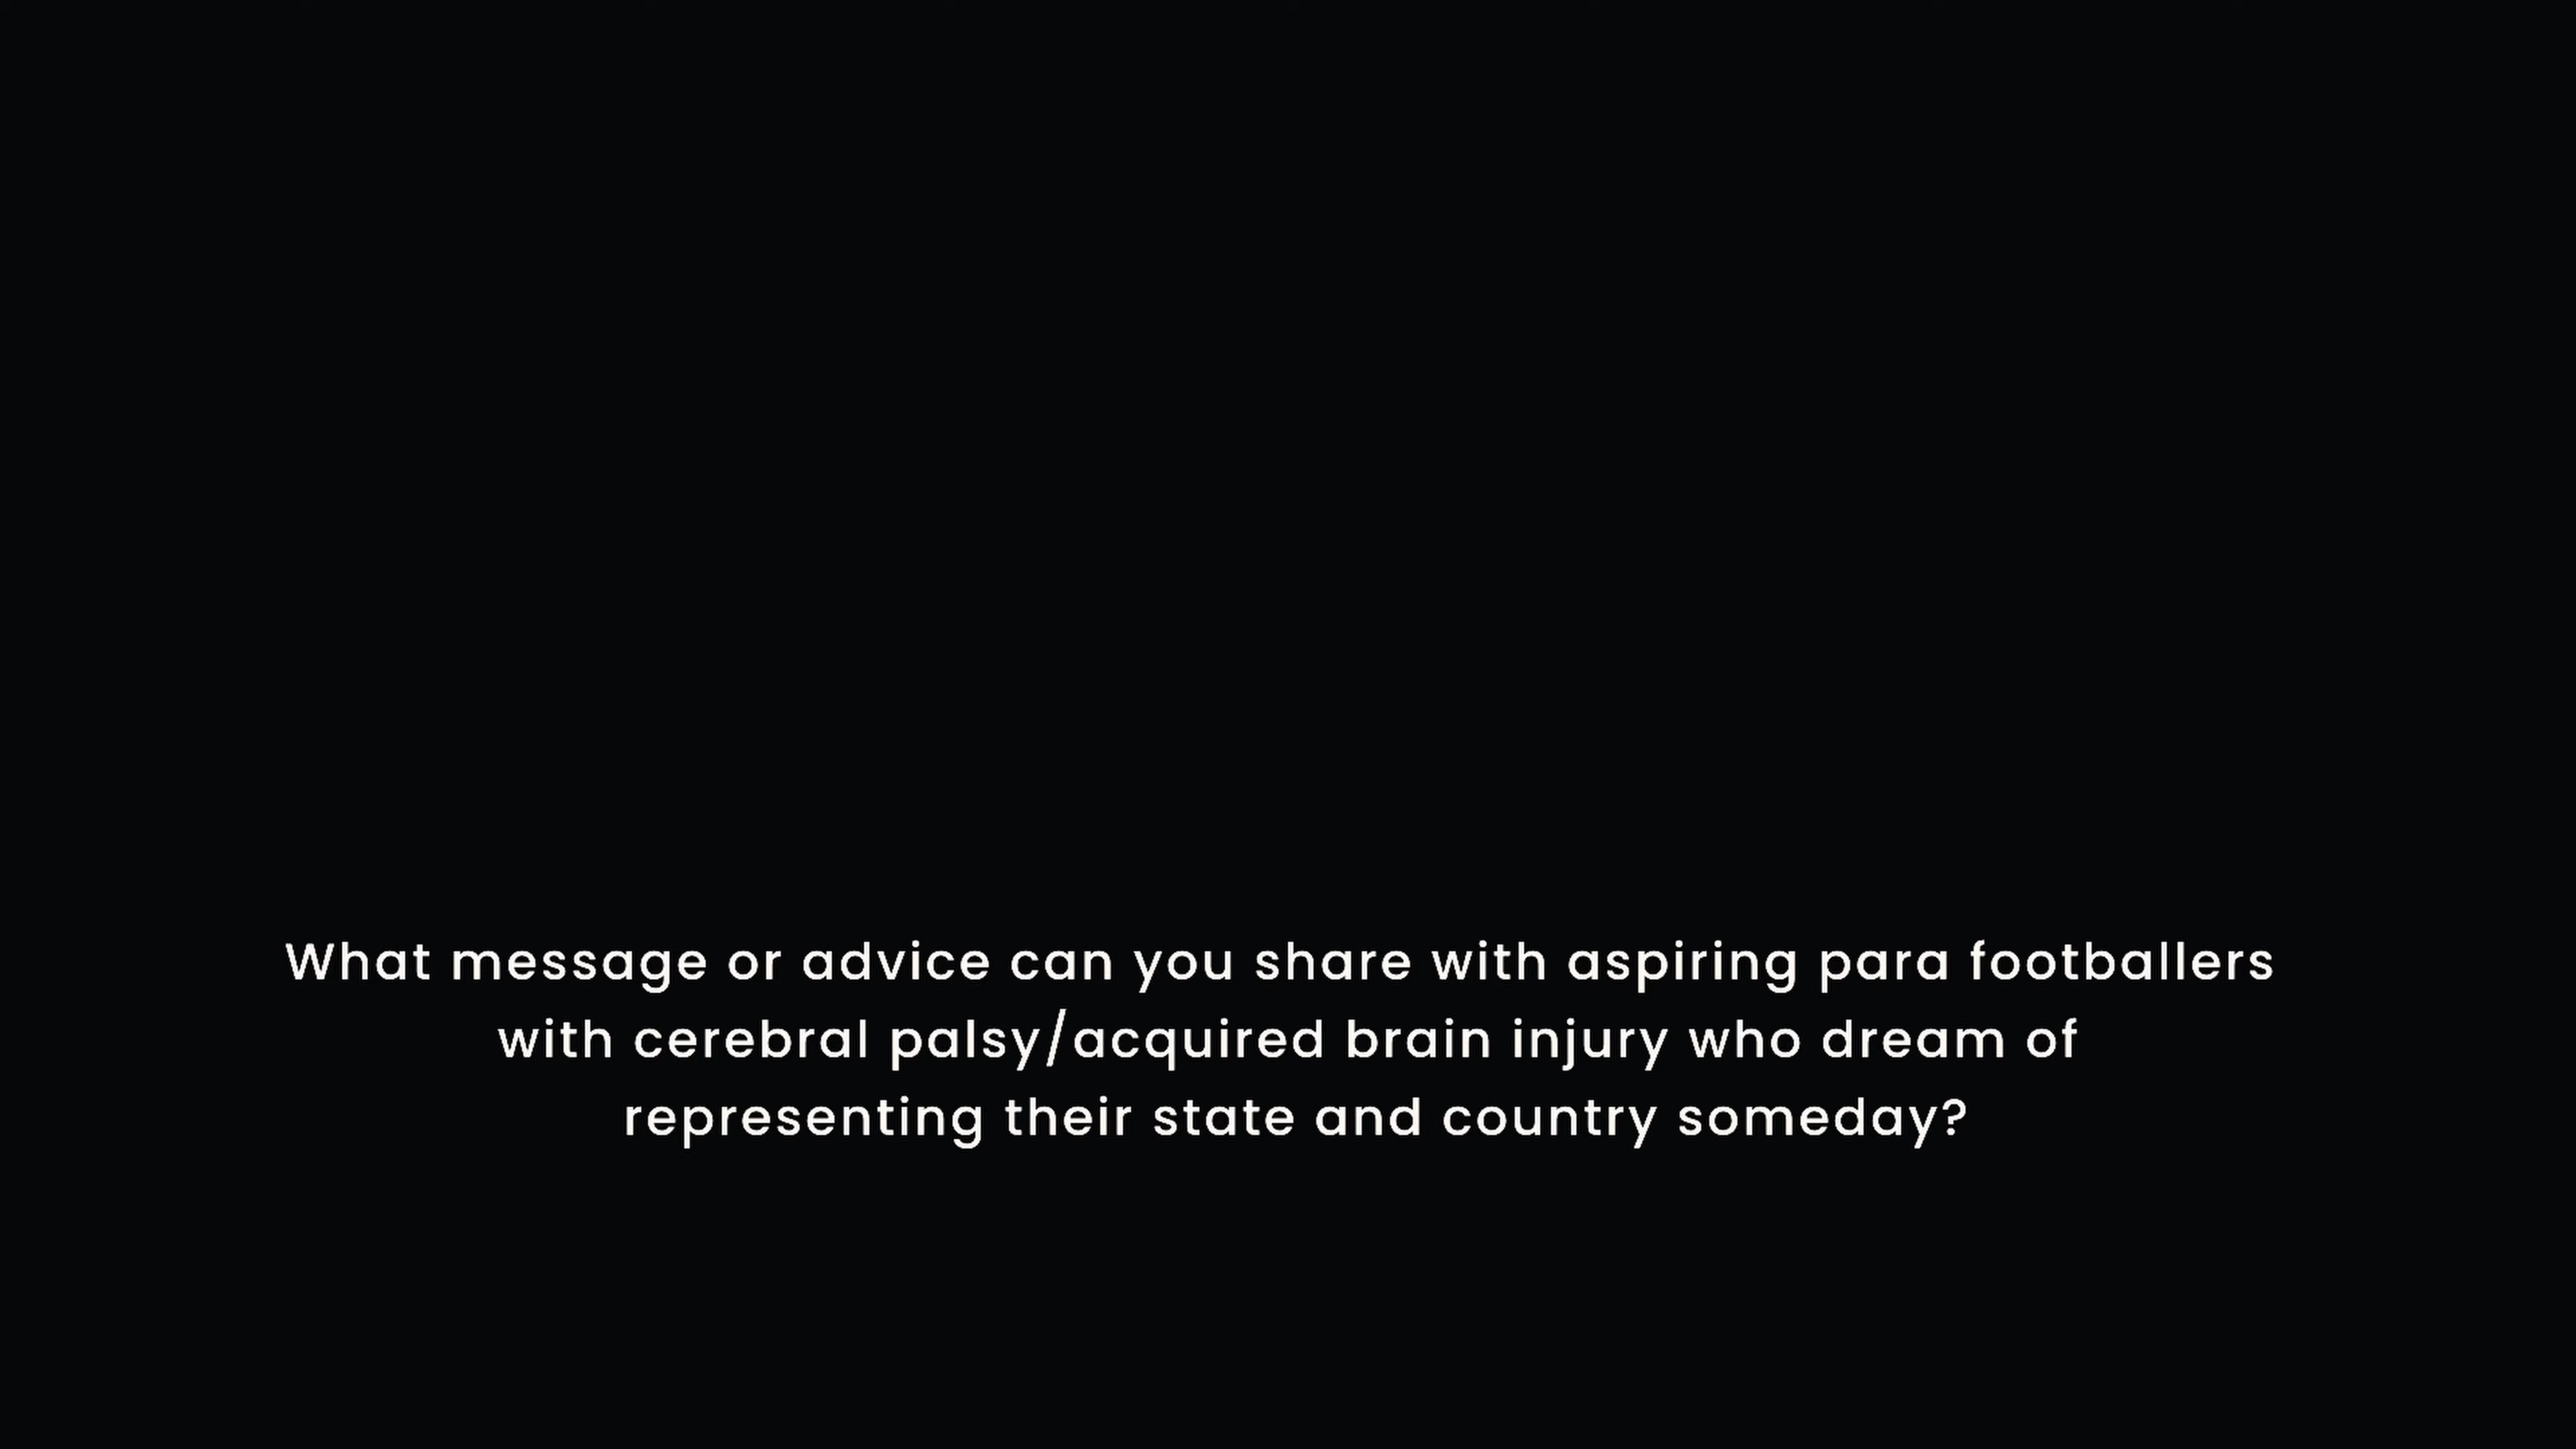 What message or advice can you share with aspiring para footballers
with cerebral palsy/acquired brain injury who dream of
representing their state and country someday?